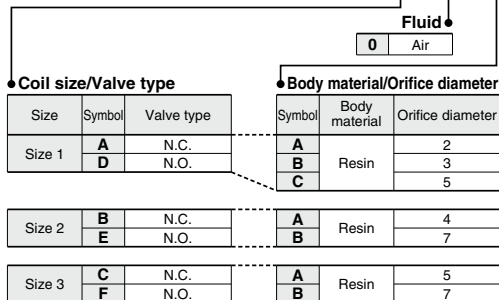 Fluid
0 Air
Coil size/Valve type
Body material/Orifice diameter
Size Symbol Valve type
Symbol Body material Orifice diameter
Size 1
A N.C.
D N.O.
A Resin 2
B 3
C 5
Size 2
B N.C.
E N.O.
A Resin 4
B 7
Size 3
C N.C.
F N.O.
A Resin 5
B 7